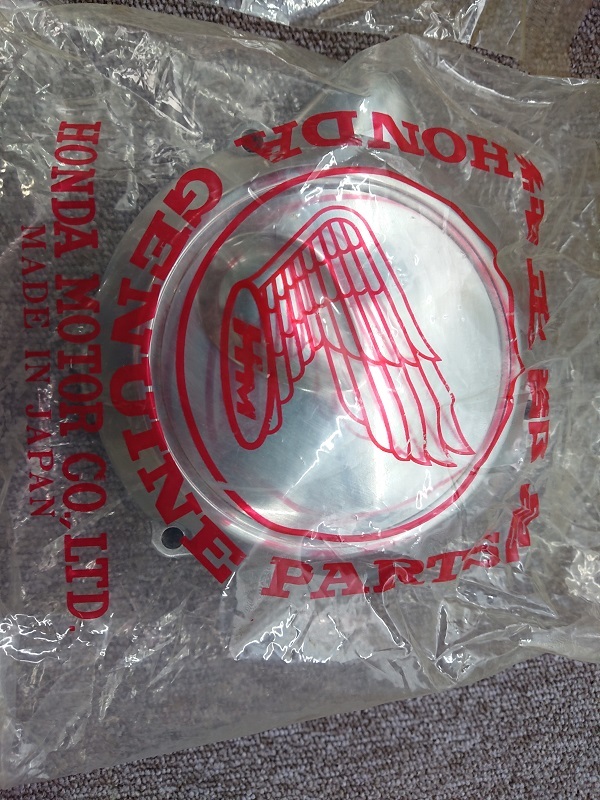 HONDA
GENUINE
PARTS
HM
HONDA MOTOR CO., LTD.
MADE IN JAPAN